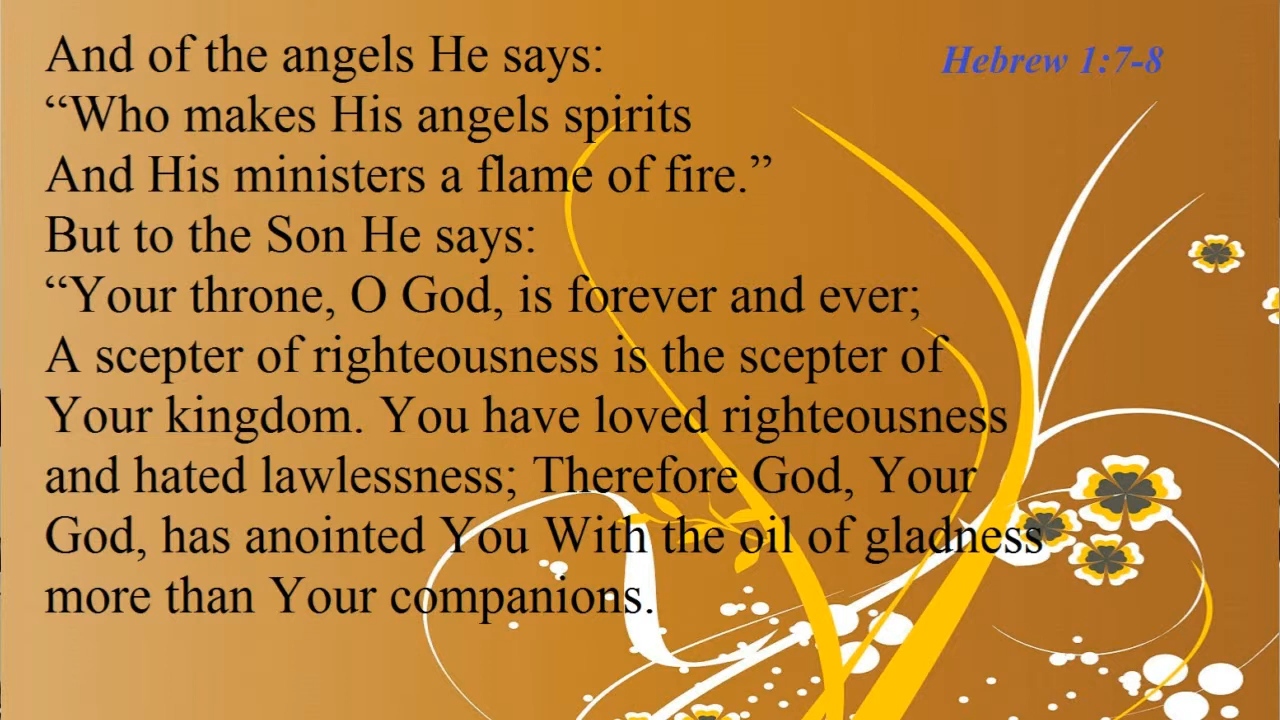 And of the angels He says:
Hebrew 1:7-8
“Who makes His angels spirits
And His ministers a flame of fire.”
But to the Son He says:
“Your throne, O God, is forever and ever;
A scepter of righteousness is the scepter of
Your kingdom. You have loved righteousness
and hated lawlessness; Therefore God, Your
God, has anointed You With the oil of gladness
more than Your companions.